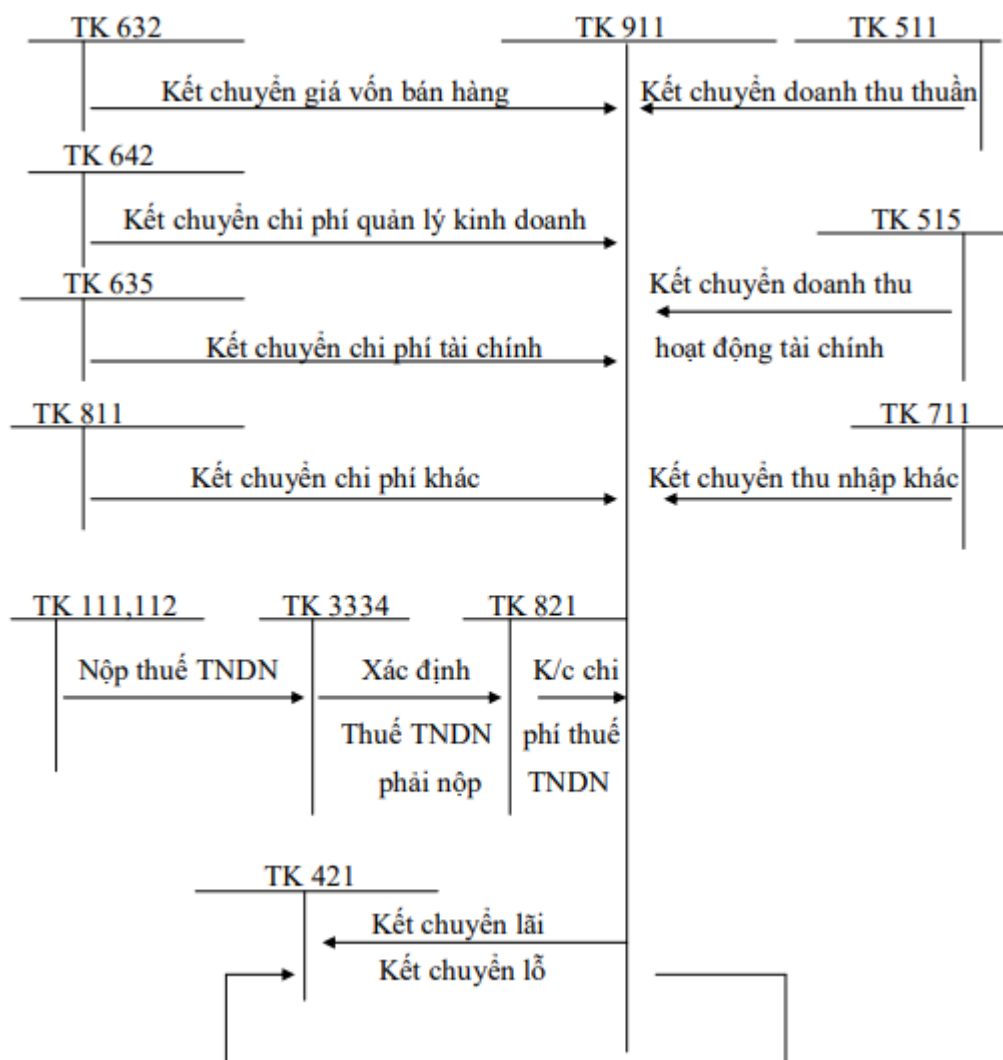 TK 632
TK 911
TK 511
Kết chuyển giá vốn bán hàng
Kết chuyển doanh thu thuần
TK 642
Kết chuyển chi phí quản lý kinh doanh
TK 515
TK 635
Kết chuyển doanh thu
Kết chuyển chi phí tài chính
hoạt động tài chính
TK 811
TK 711
Kết chuyển chi phí khác
Kết chuyển thu nhập khác
TK 111,112
TK 3334
TK 821
Nộp thuế TNDN
Xác định
K/c chi
Thuế TNDN
phí thuế
phải nộp
TNDN
TK 421
Kết chuyển lãi
Kết chuyển lỗ